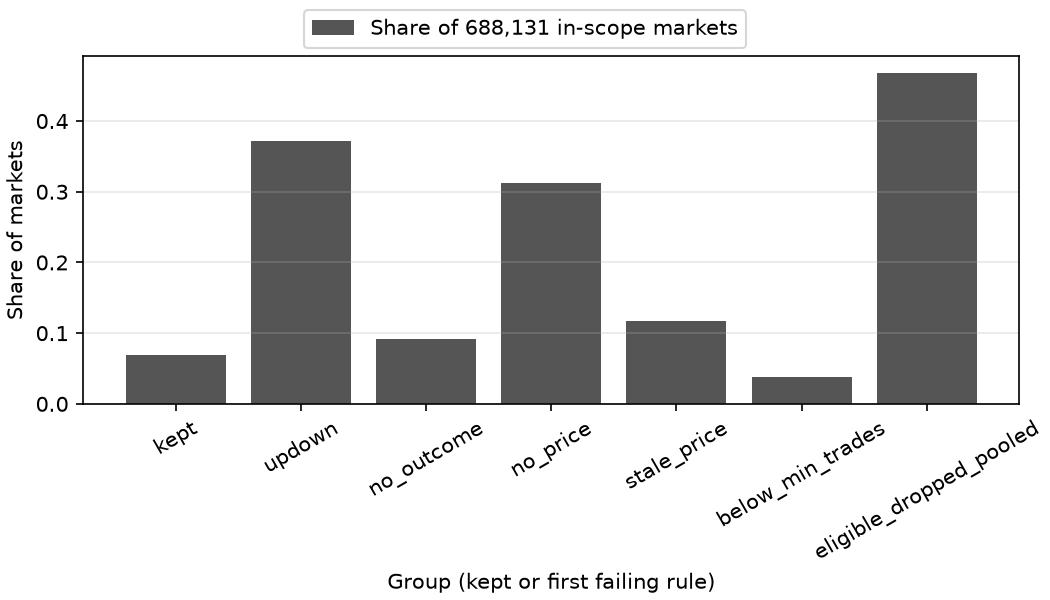 Share of 688,131 in-scope markets
Share of markets
0.4
0.3
0.2
0.1
0.0
kept
updown
no_outcome
no_price
stale_price
below_min_trades
eligible_dropped_pooled
Group (kept or first failing rule)